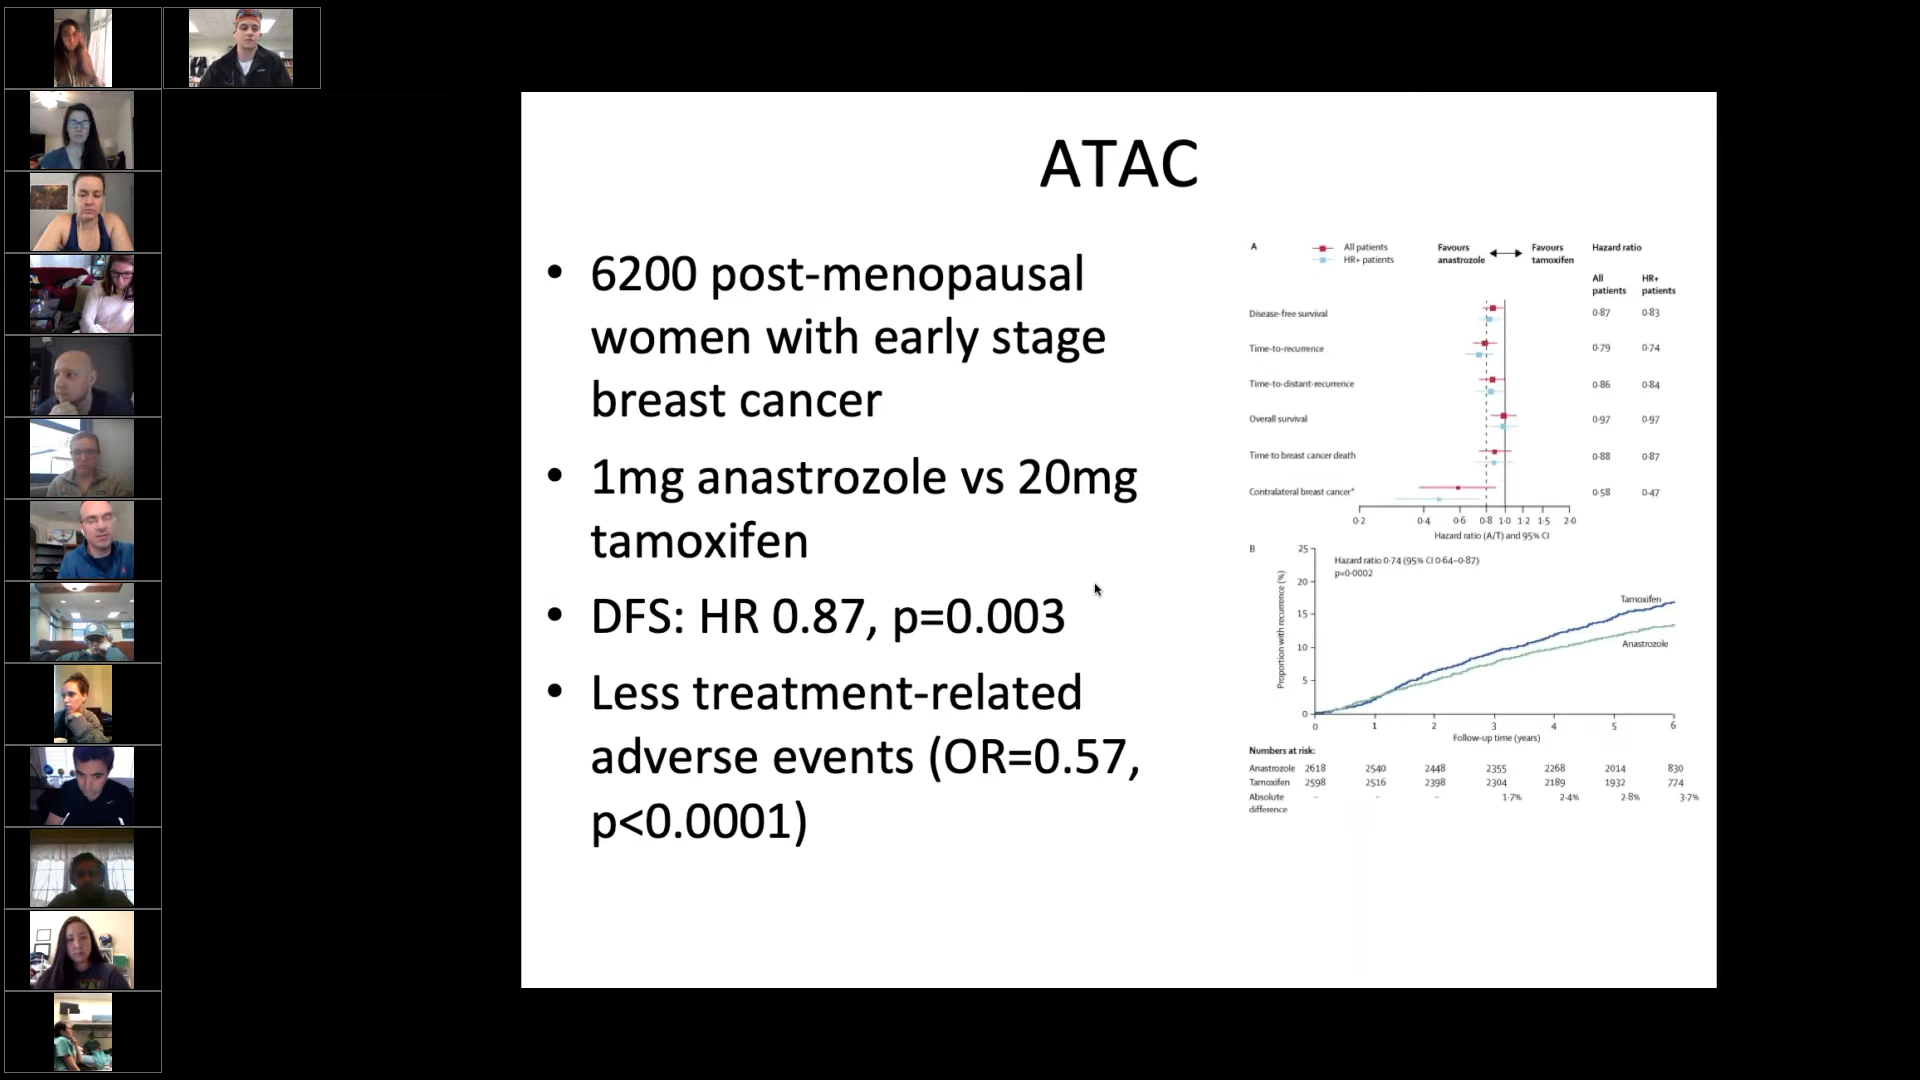 ATAC
• 6200 post-menopausal
women with early stage
breast cancer
• 1mg anastrozole vs 20mg
tamoxifen
• DFS: HR 0.87, p=0.003
• Less treatment-related
adverse events (OR=0.57,
p<0.0001)
A
All patients
HR+ patients
Favours
anastrozole
Favours
tamoxifen
Hazard ratio
All
patients
HR+
patients
Disease-free survival 0·87 0·83
Time-to-recurrence 0·79 0·74
Time-to-distant-recurrence 0·86 0·84
Overall survival 0·97 0·97
Time to breast cancer death 0·88 0·87
Contralateral breast cancer* 0·58 0·47
0·2 0·4 0·6 0·8 1·0 1·2 1·5 2·0
Hazard ratio (A/T) and 95% CI
B
Hazard ratio 0·74 (95% CI 0·64–0·87)
p=0·0002
Proportion with recurrence (%)
25
20
15
10
5
0
Tamoxifen
Anastrozole
0 1 2 3 4 5 6
Follow-up time (years)
Numbers at risk:
Anastrozole 2618 2540 2448 2355 2268 2014 830
Tamoxifen 2598 2516 2398 2304 2189 1932 774
Absolute difference ·· ·· ·· 1·7% 2·4% 2·8% 3·7%